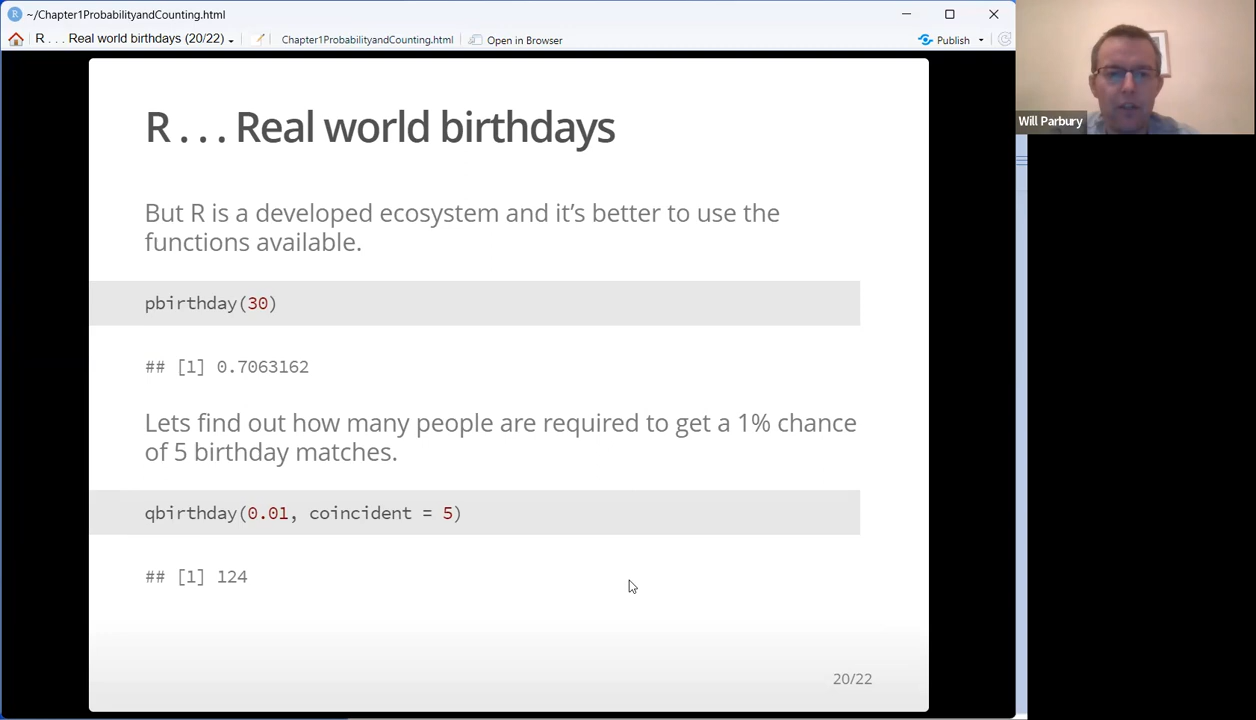 ~/Chapter1ProbabilityandCounting.html
R . . . Real world birthdays (20/22)
Chapter1ProbabilityandCounting.html
Open in Browser
Publish
R . . . Real world birthdays
But R is a developed ecosystem and it’s better to use the
functions available.
pbirthday(30)
## [1] 0.7063162
Lets find out how many people are required to get a 1% chance
of 5 birthday matches.
qbirthday(0.01, coincident = 5)
## [1] 124
20/22
Will Parbury